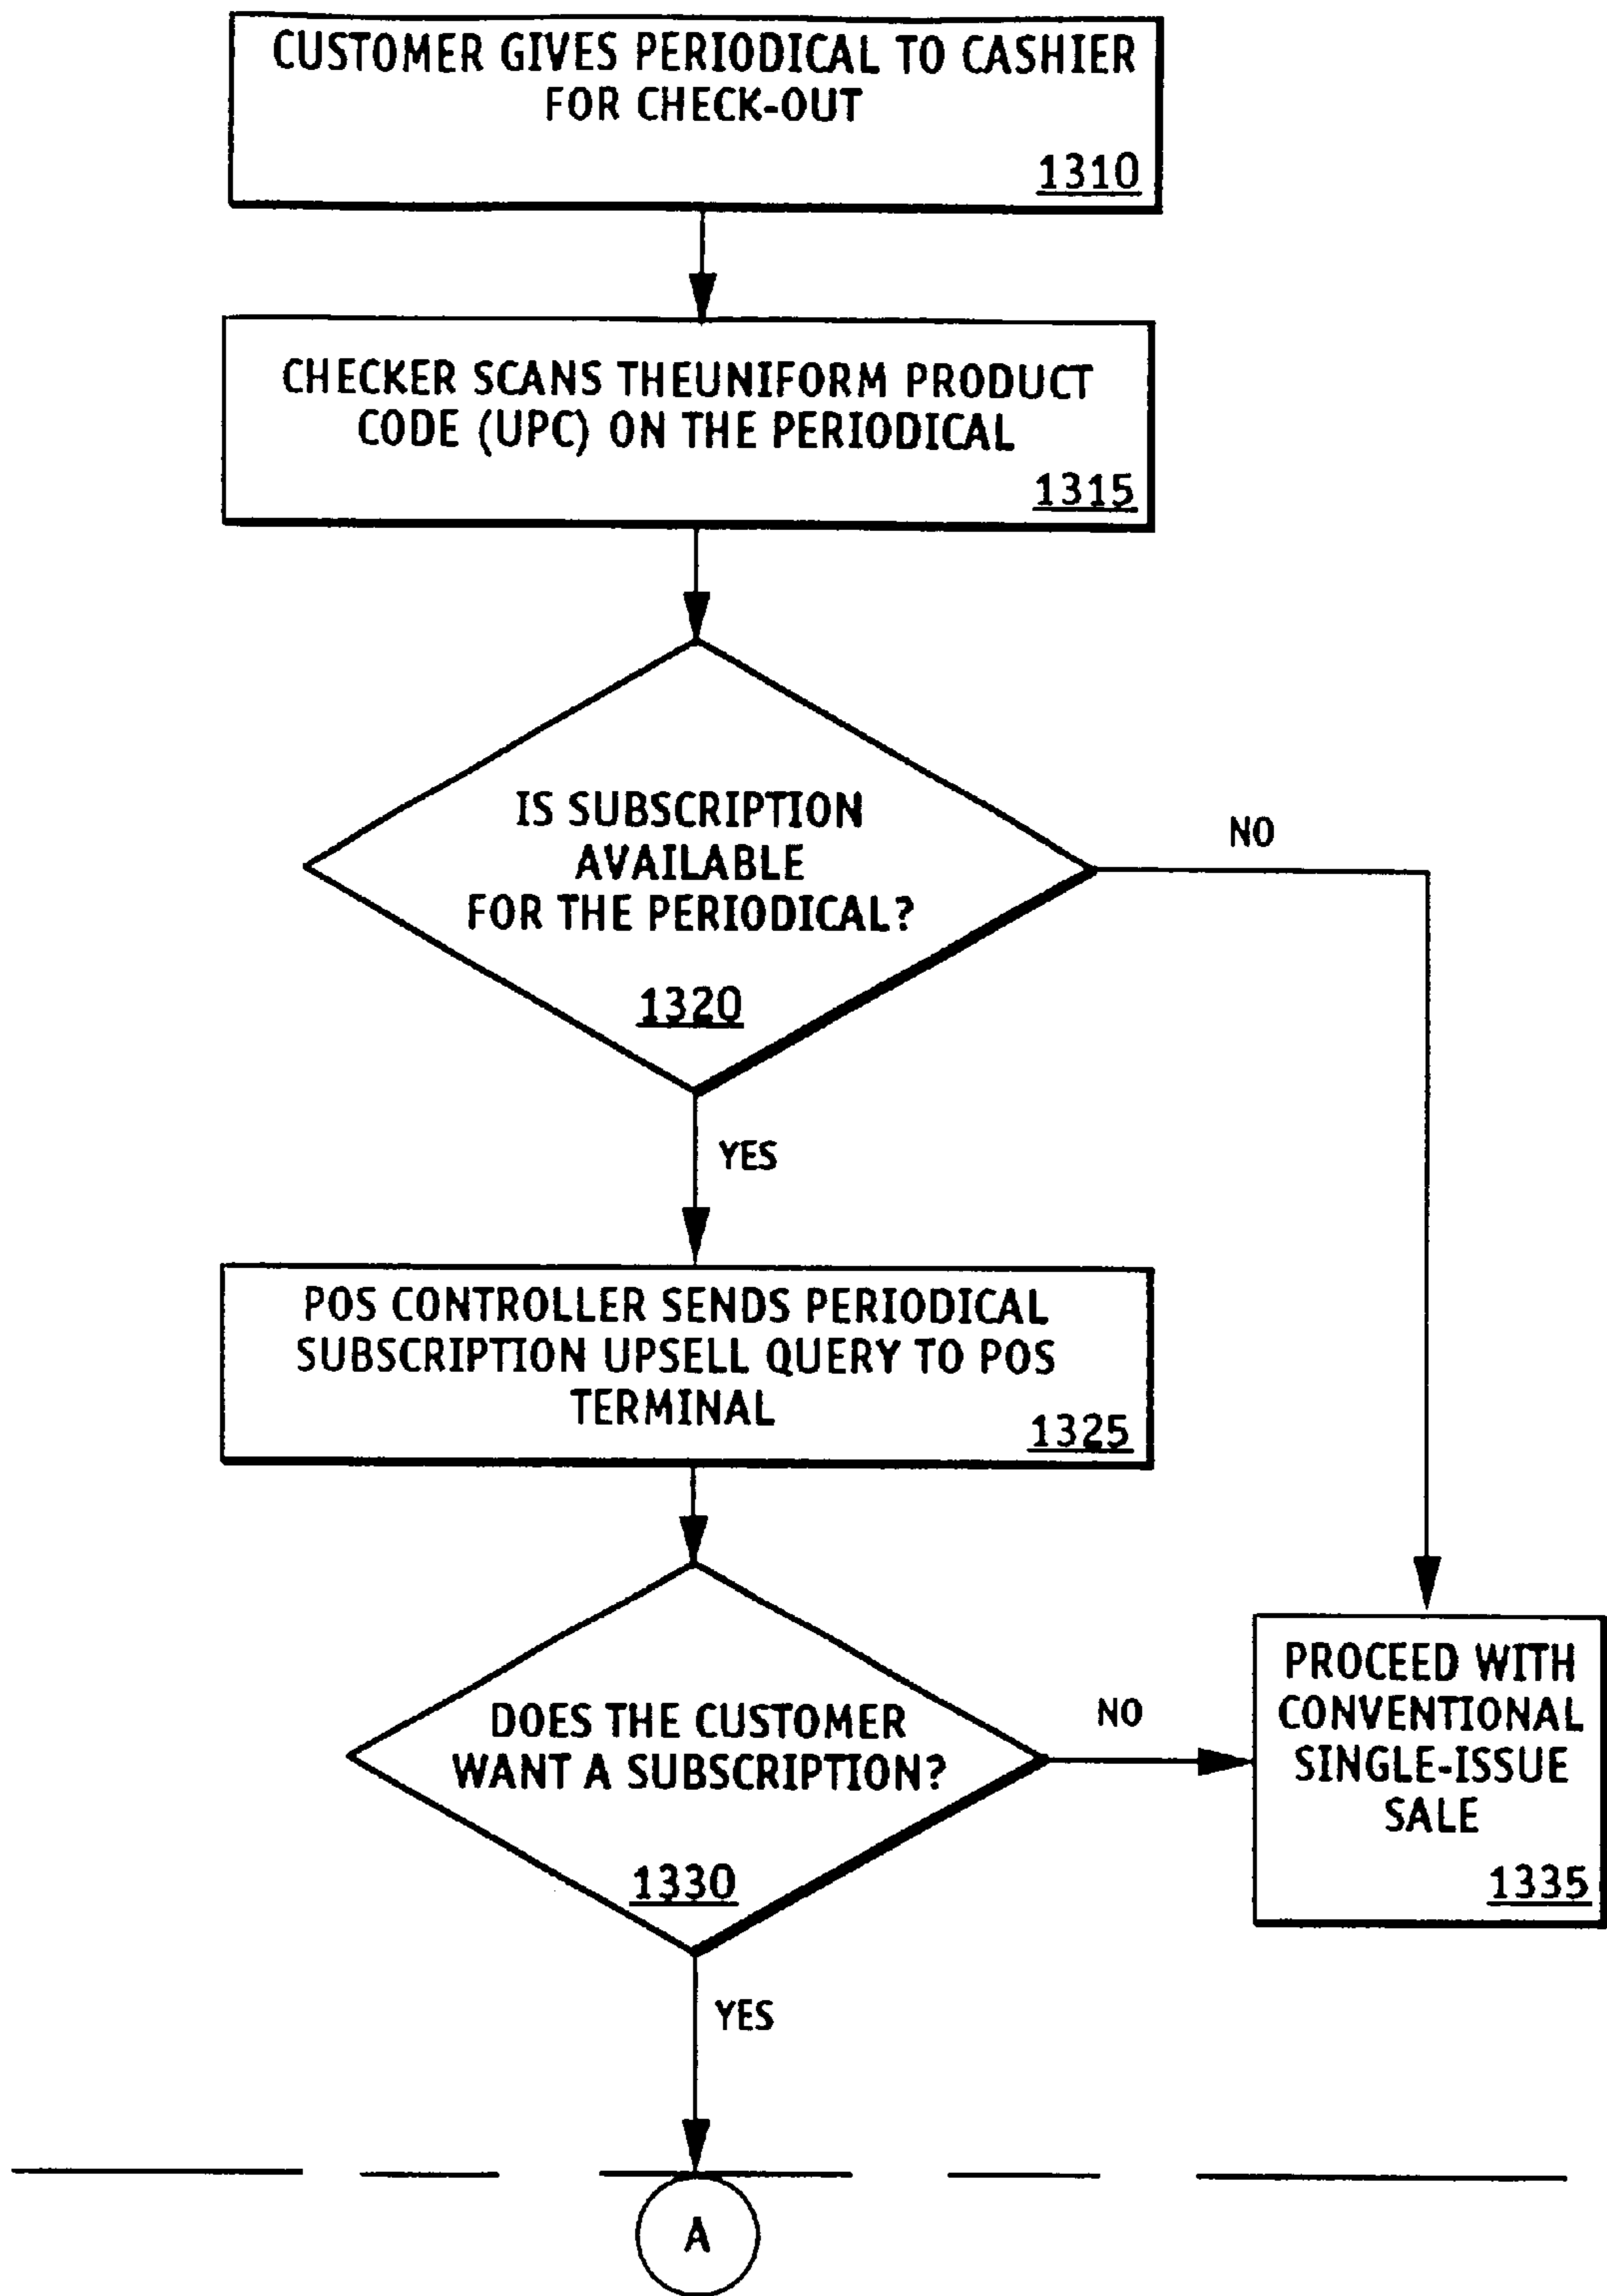 CUSTOMER GIVES PERIODICAL TO CASHIER
FOR CHECK-OUT
1310
CHECKER SCANS THEUNIFORM PRODUCT
CODE (UPC) ON THE PERIODICAL
1315
IS SUBSCRIPTION
AVAILABLE
FOR THE PERIODICAL?
1320
NO
YES
POS CONTROLLER SENDS PERIODICAL
SUBSCRIPTION UPSELL QUERY TO POS
TERMINAL
1325
DOES THE CUSTOMER
WANT A SUBSCRIPTION?
1330
NO
PROCEED WITH
CONVENTIONAL
SINGLE-ISSUE
SALE
1335
YES
A